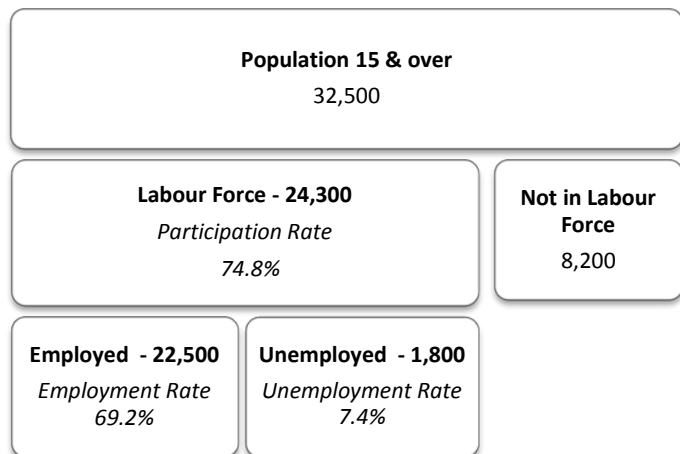 Population 15 & over
32,500
Labour Force - 24,300
Participation Rate
74.8%
Not in Labour
Force
8,200
Employed - 22,500
Employment Rate
69.2%
Unemployed - 1,800
Unemployment Rate
7.4%